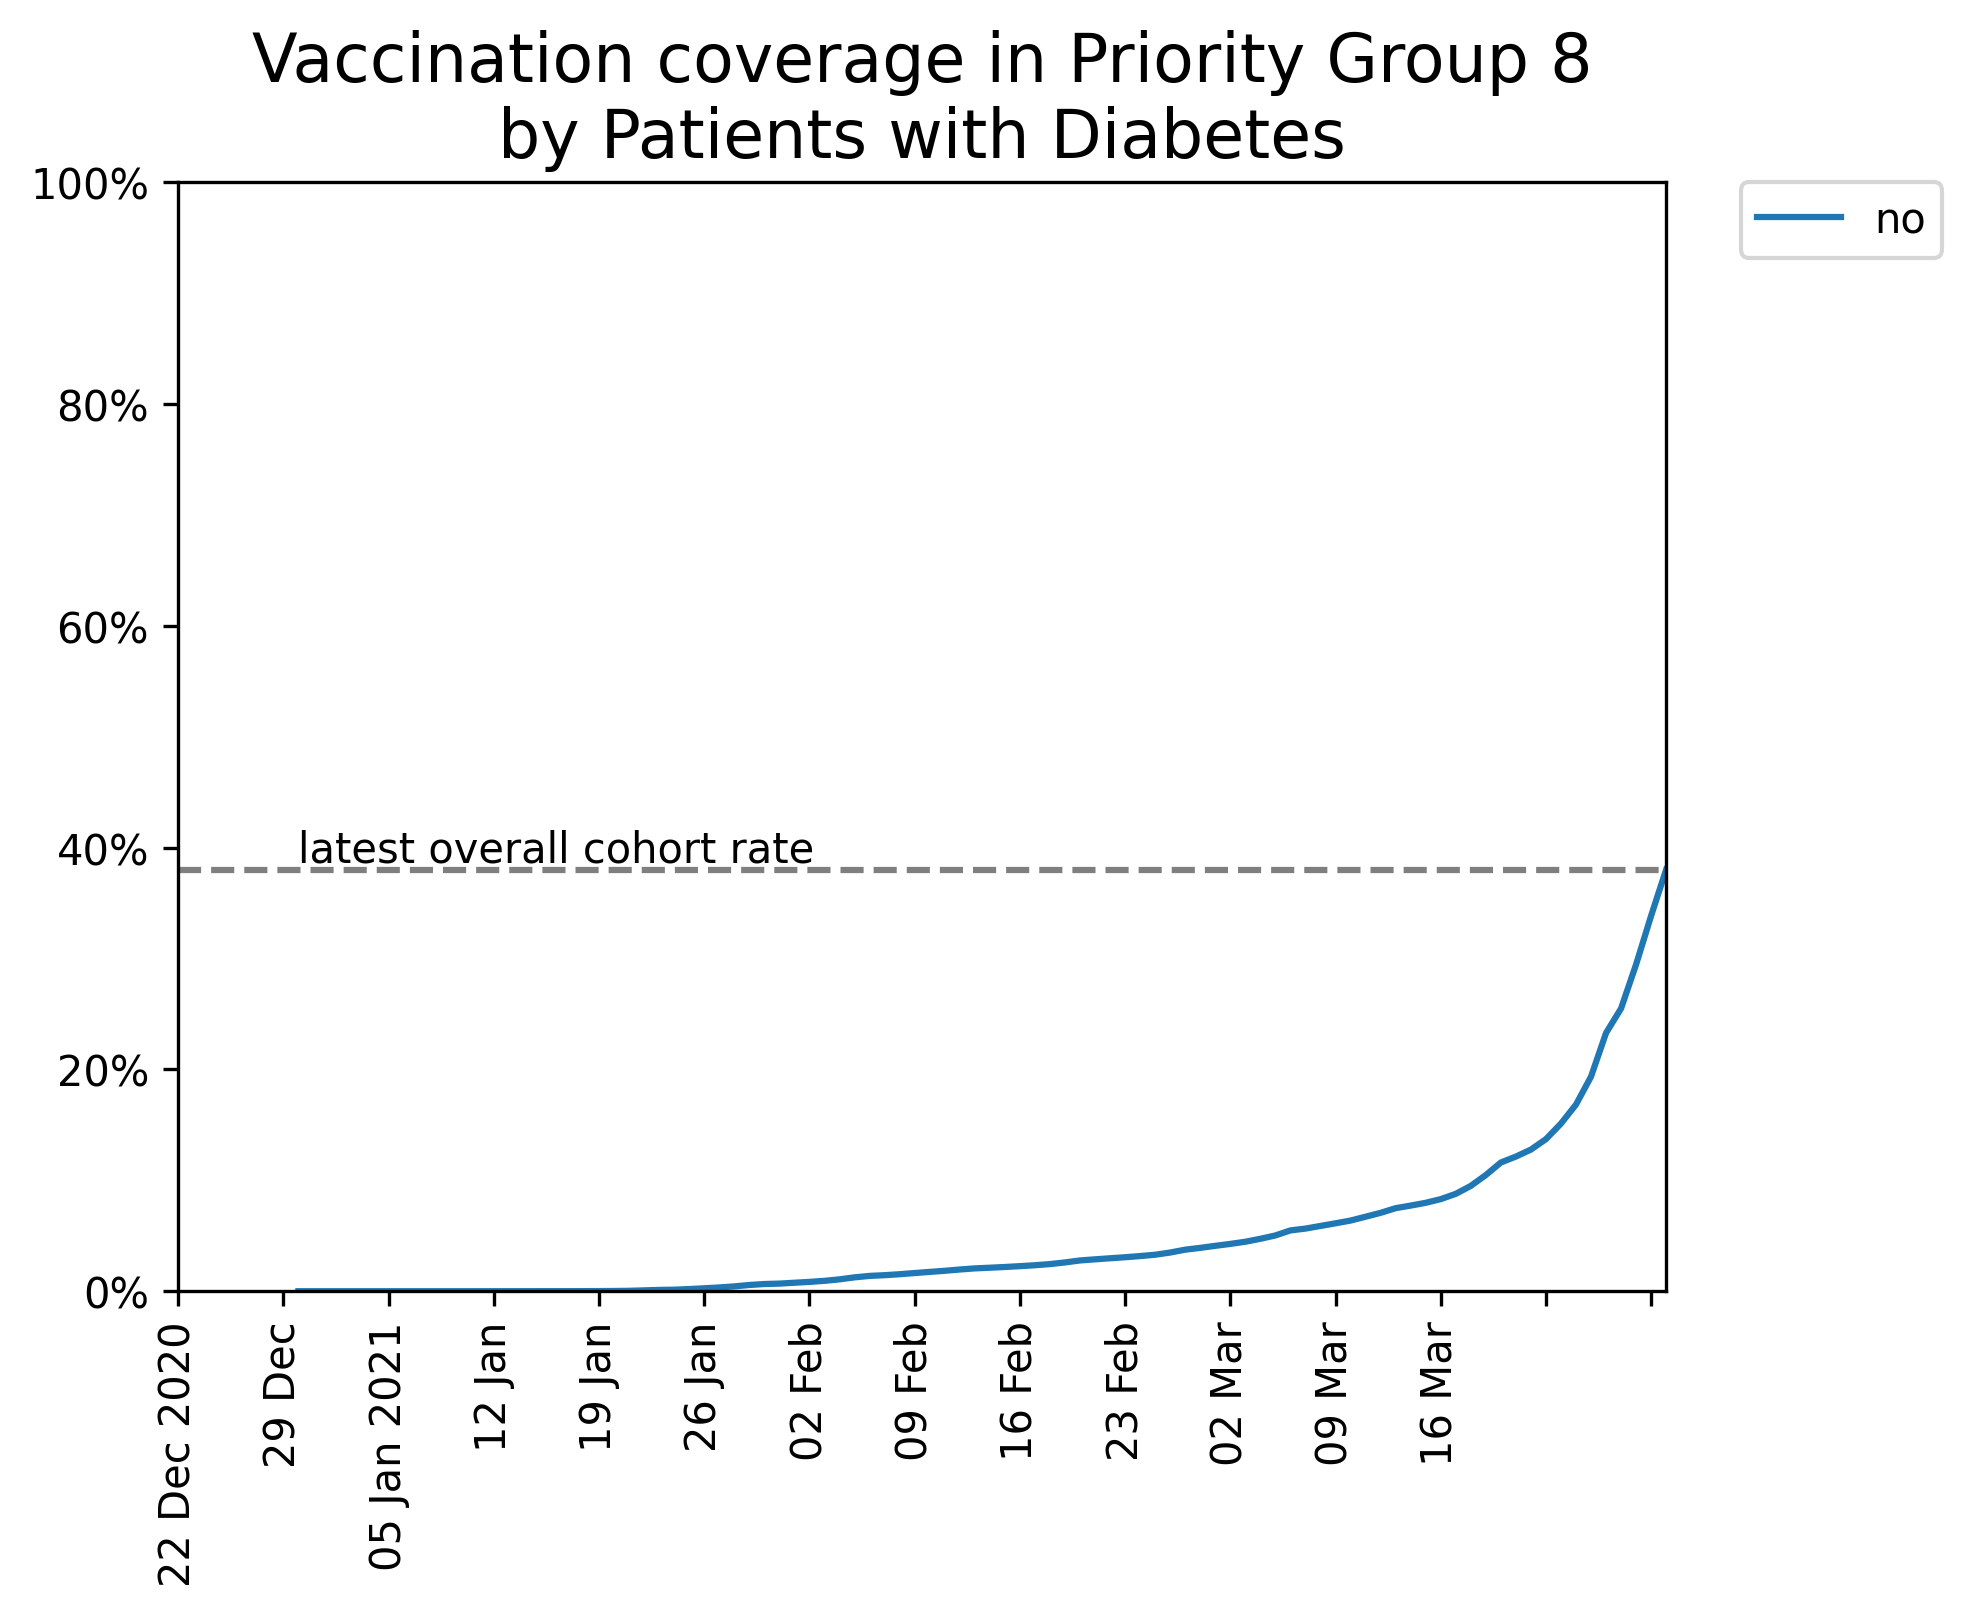 Vaccination coverage in Priority Group 8
by Patients with Diabetes
100%
80%
60%
40%
20%
0%
latest overall cohort rate
no
22 Dec 2020
29 Dec
05 Jan 2021
12 Jan
19 Jan
26 Jan
02 Feb
09 Feb
16 Feb
23 Feb
02 Mar
09 Mar
16 Mar